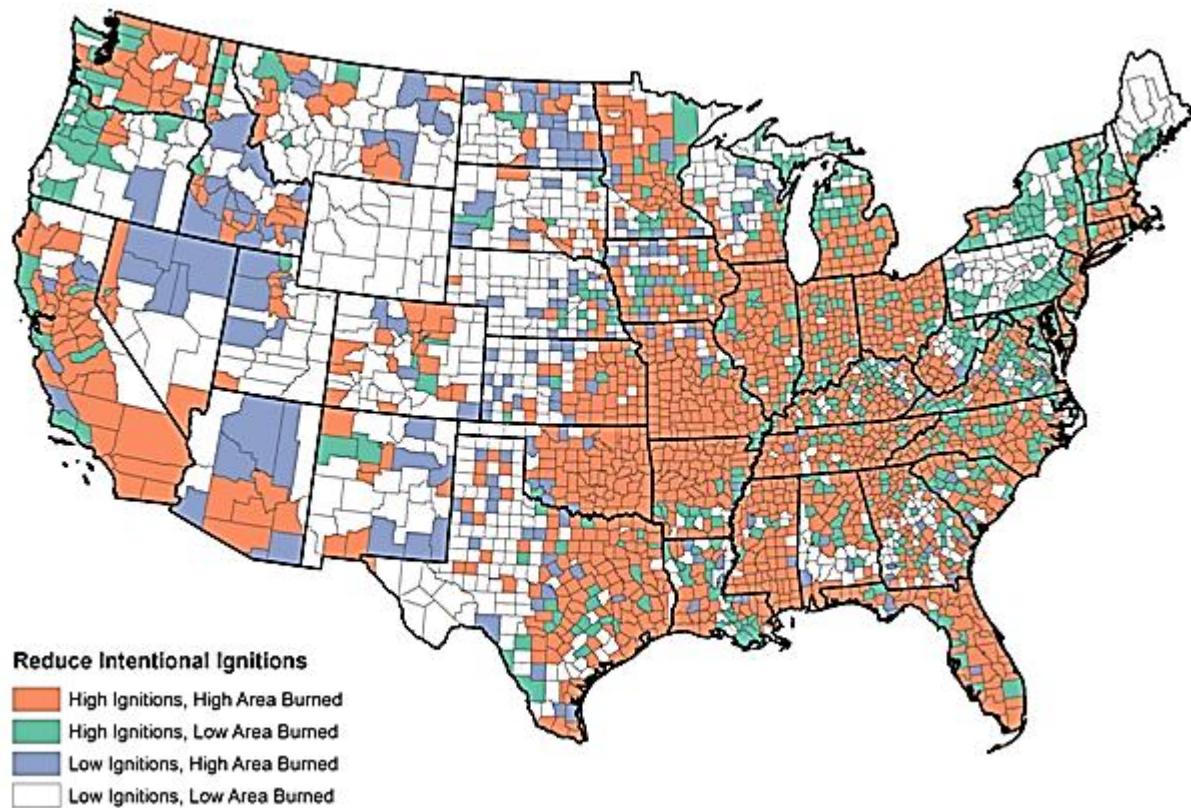 Reduce Intentional Ignitions
High Ignitions, High Area Burned
High Ignitions, Low Area Burned
Low Ignitions, High Area Burned
Low Ignitions, Low Area Burned